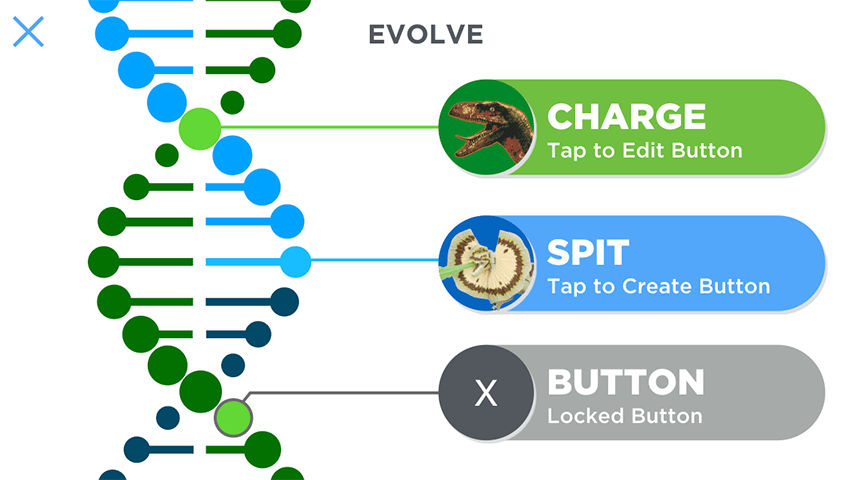 EVOLVE
CHARGE
Tap to Edit Button
SPIT
Tap to Create Button
X
BUTTON
Locked Button